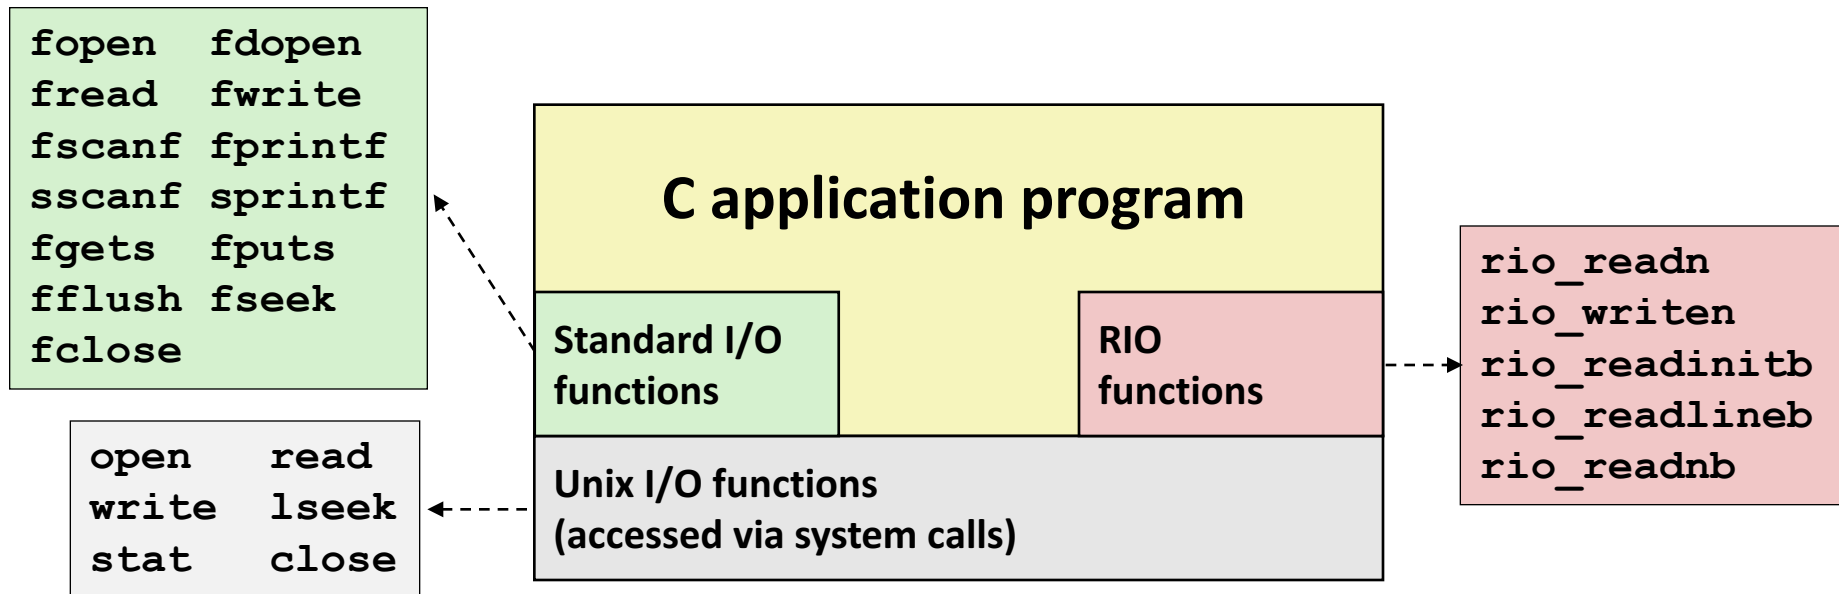 fopen fdopen
fread fwrite
fscanf fprintf
sscanf sprintf
fgets fputs
fflush fseek
fclose
open read
write lseek
stat close
C application program
Standard I/O
functions
RIO
functions
Unix I/O functions
(accessed via system calls)
rio_readn
rio_writen
rio_readinitb
rio_readlineb
rio_readnb